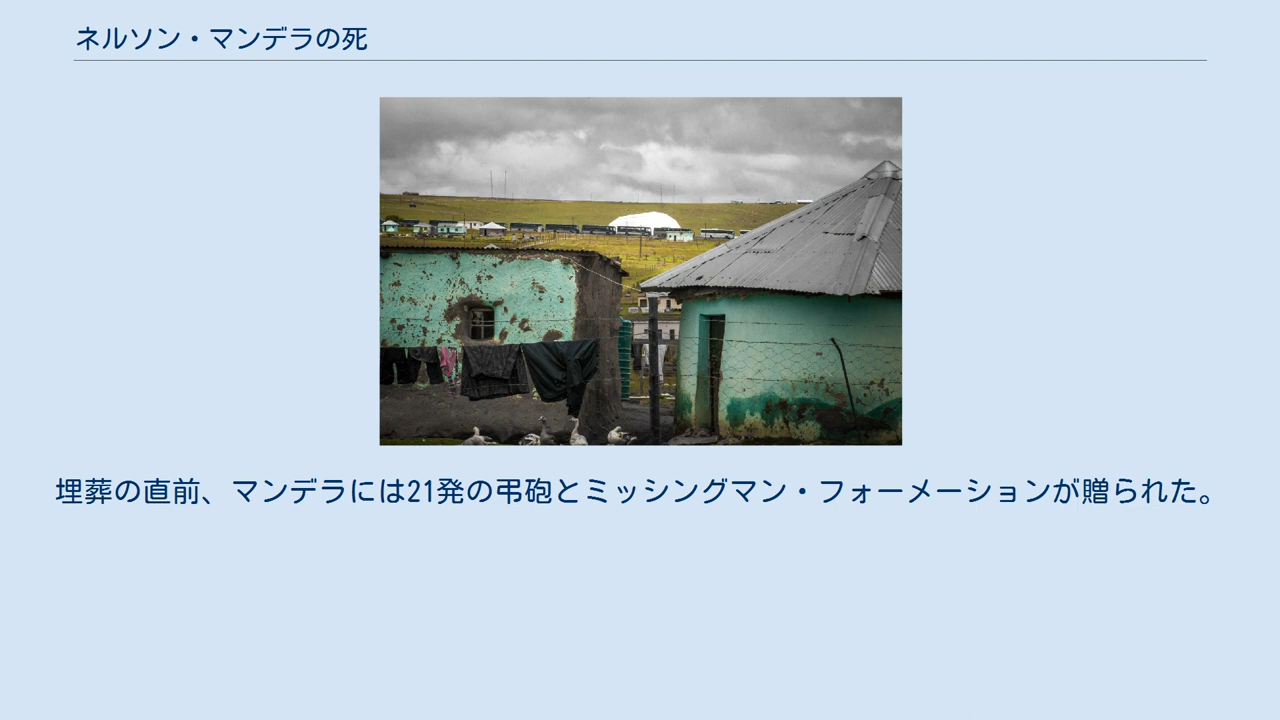 ネルソン・マンデラの死
埋葬の直前、マンデラには21発の弔砲とミッシングマン・フォーメーションが贈られた。